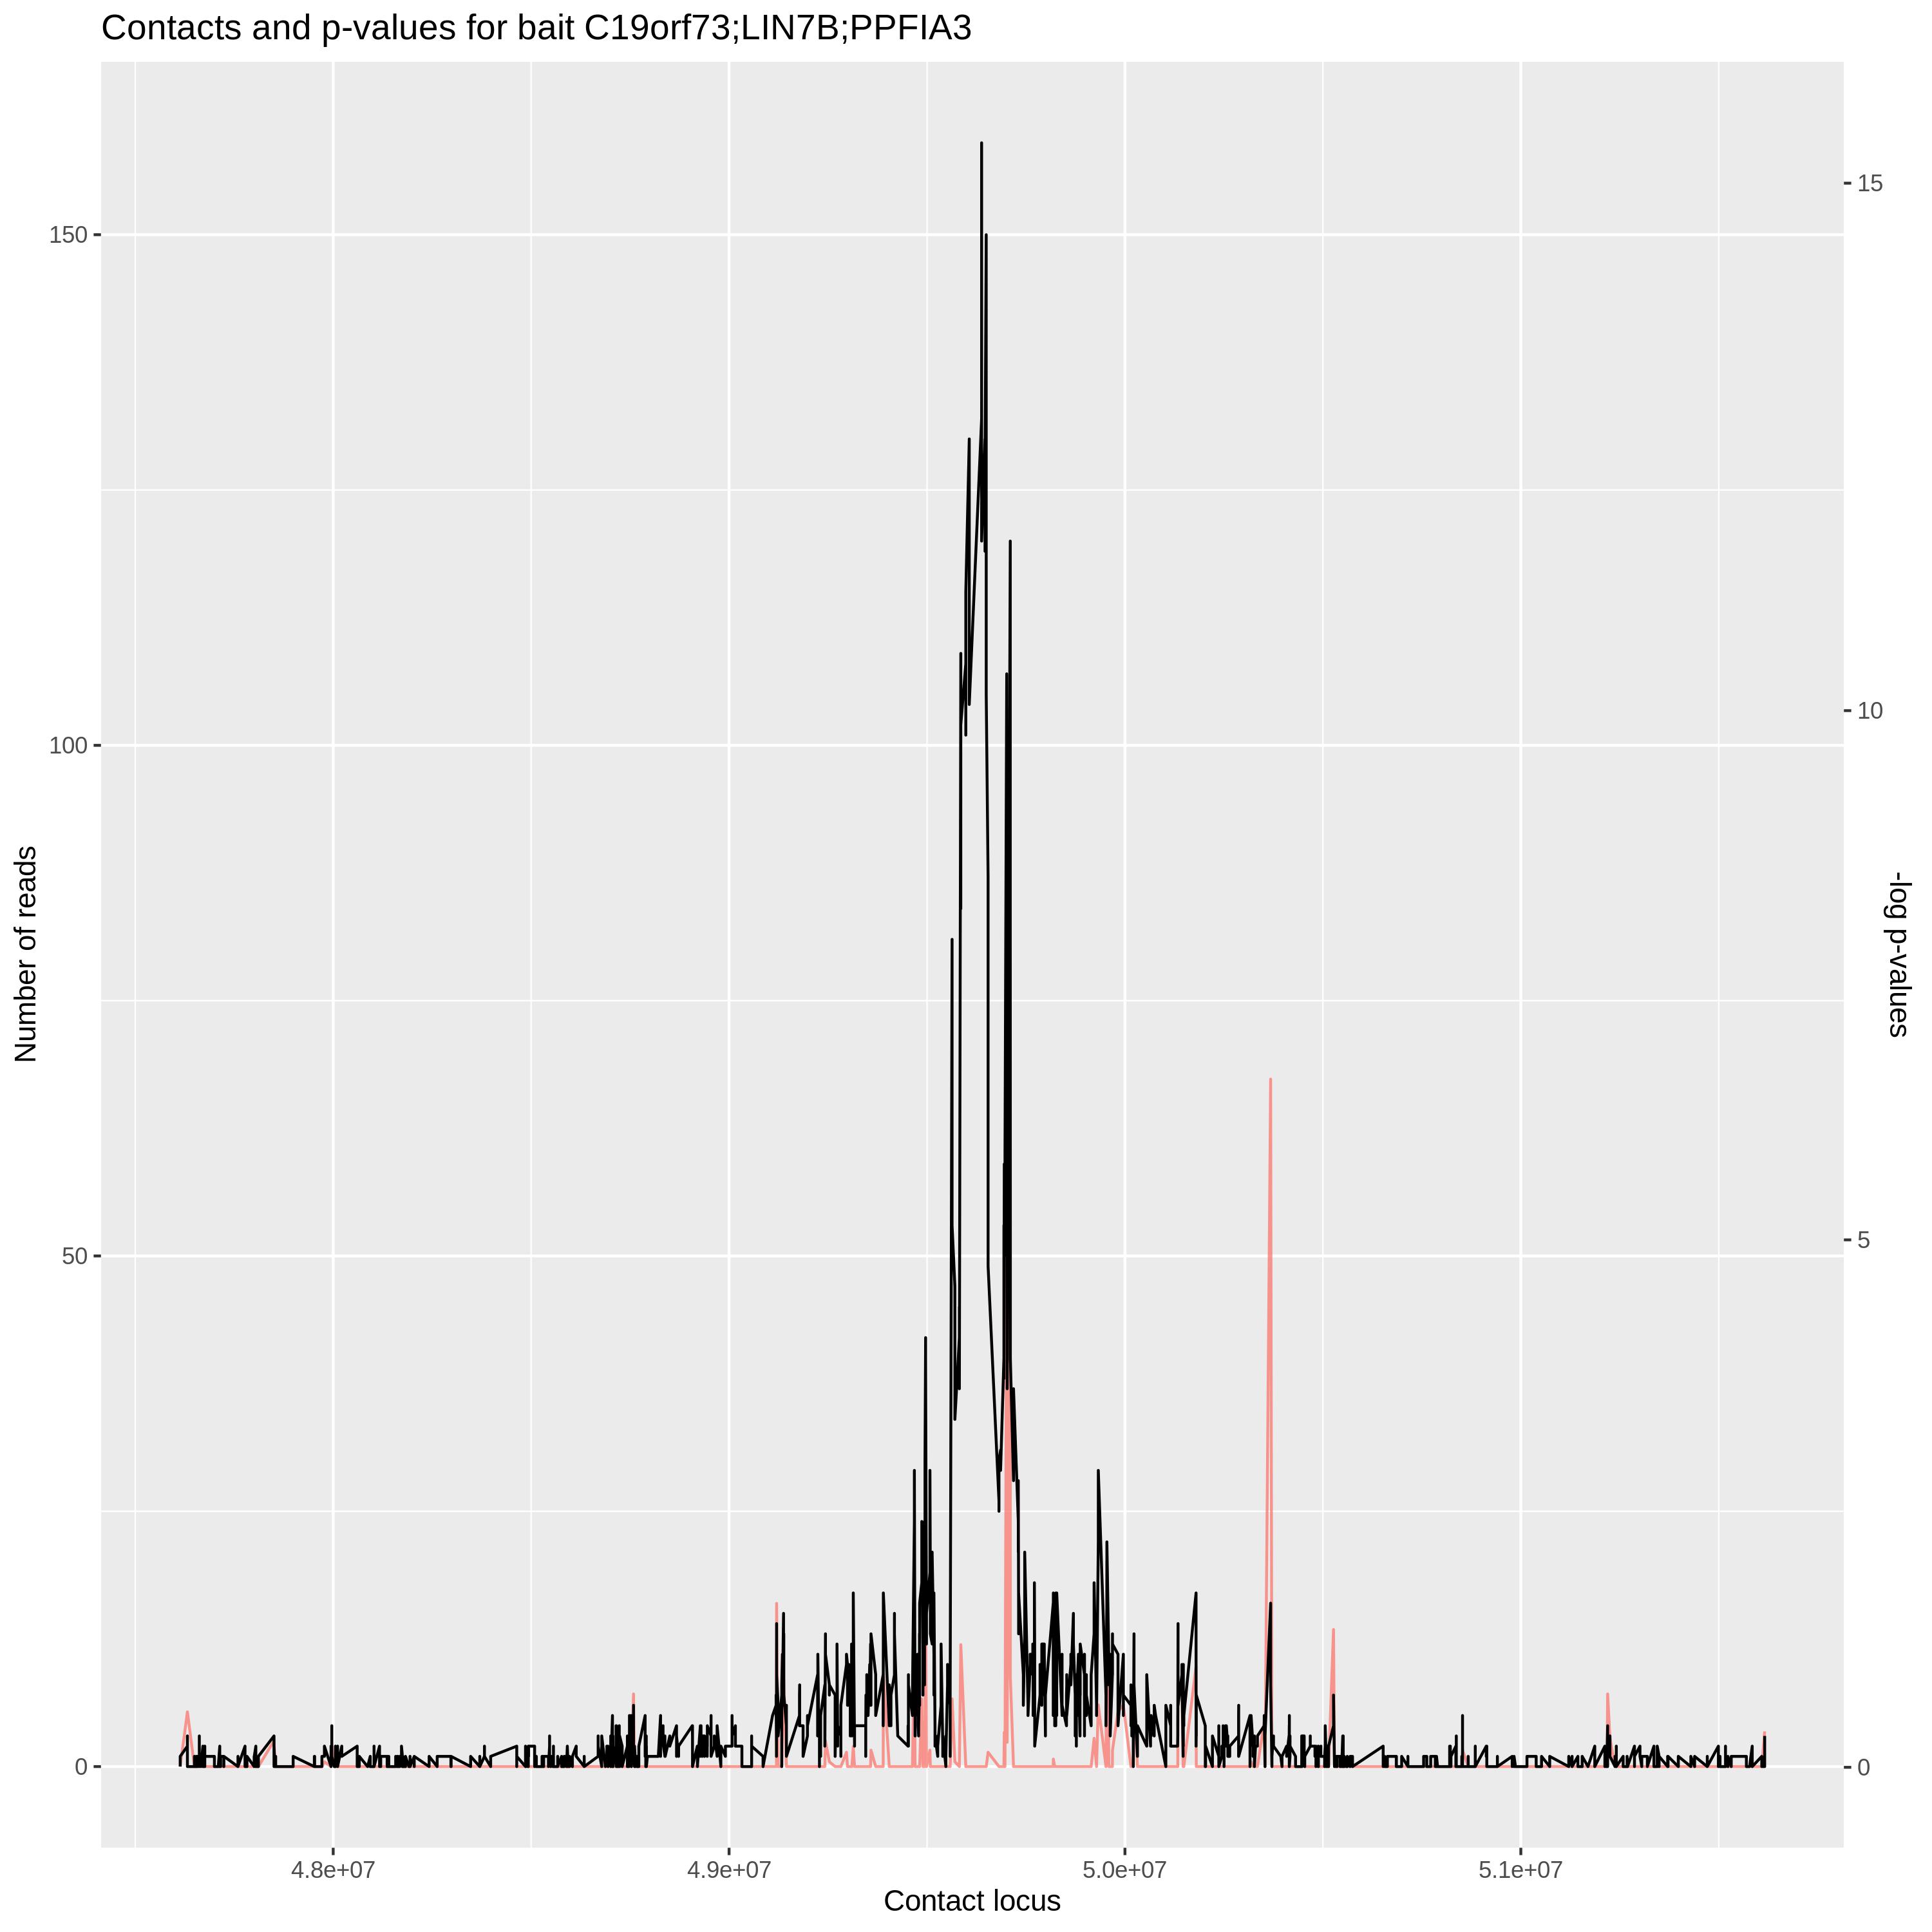 Contacts and p-values for bait C19orf73;LIN7B;PPFIA3
150
100
50
0
Number of reads
15
10
5
0
-log p-values
4.8e+07
4.9e+07
5.0e+07
5.1e+07
Contact locus